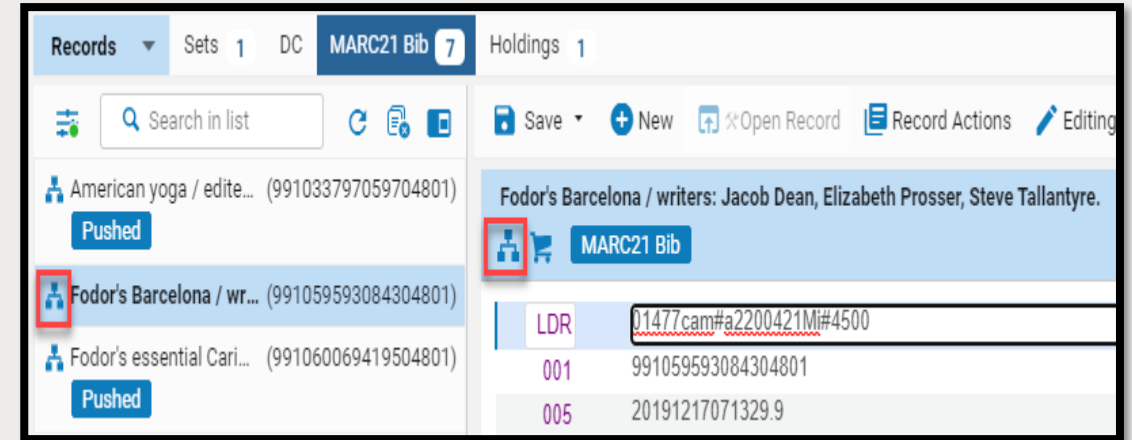 Records Sets 1 DC MARC21 Bib 7 Holdings 1
Search in list
Save New Open Record Record Actions Editing
American yoga / edite... (991033797059704801)
Pushed
Fodor's Barcelona / wr... (991059593084304801)
Fodor's essential Cari... (991060069419504801)
Pushed
Fodor's Barcelona / writers: Jacob Dean, Elizabeth Prosser, Steve Tallantyre.
MARC21 Bib
LDR 01477cam#a2200421Mi#4500
001 991059593084304801
005 20191217071329.9